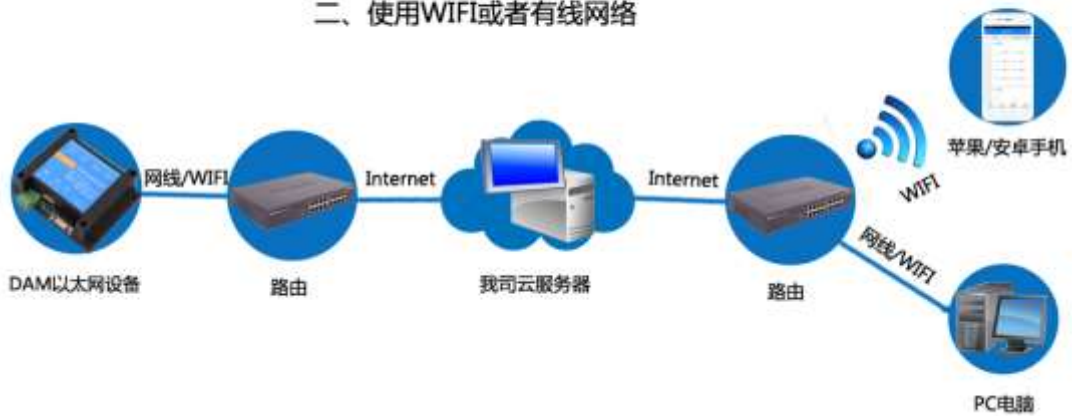 二、使用WIFI或者有线网络
苹果/安卓手机
网线/WIFI
Internet
Internet
WIFI
网线/WIFI
DAM以太网设备
路由
我司云服务器
路由
PC电脑